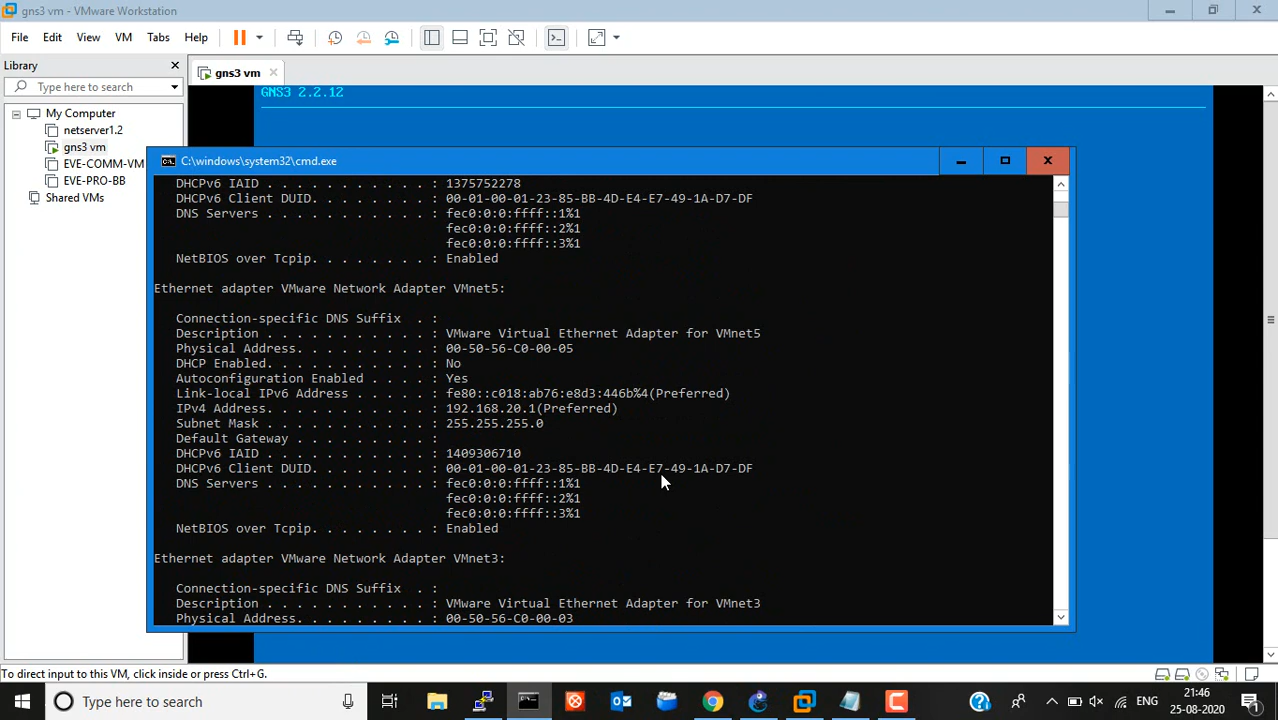 gns3 vm - VMware Workstation
File Edit View VM Tabs Help
Library
Type here to search
My Computer
netserver1.2
gns3 vm
EVE-COMM-VM
EVE-PRO-BB
Shared VMs
gns3 vm
GNS3 2.2.12
C:\windows\system32\cmd.exe
DHCPv6 IAID . . . . . . . . . . . : 1375752278
DHCPv6 Client DUID. . . . . . . . : 00-01-00-01-23-85-BB-4D-E4-E7-49-1A-D7-DF
DNS Servers . . . . . . . . . . . : fec0:0:0:ffff::1%1
fec0:0:0:ffff::2%1
fec0:0:0:ffff::3%1
NetBIOS over Tcpip. . . . . . . . : Enabled
Ethernet adapter VMware Network Adapter VMnet5:
Connection-specific DNS Suffix . :
Description . . . . . . . . . . . : VMware Virtual Ethernet Adapter for VMnet5
Physical Address. . . . . . . . . : 00-50-56-C0-00-05
DHCP Enabled. . . . . . . . . . . : No
Autoconfiguration Enabled . . . . : Yes
Link-local IPv6 Address . . . . . : fe80::c018:ab76:e8d3:446b%4(Preferred)
IPv4 Address. . . . . . . . . . . : 192.168.20.1(Preferred)
Subnet Mask . . . . . . . . . . . : 255.255.255.0
Default Gateway . . . . . . . . . :
DHCPv6 IAID . . . . . . . . . . . : 1409306710
DHCPv6 Client DUID. . . . . . . . : 00-01-00-01-23-85-BB-4D-E4-E7-49-1A-D7-DF
DNS Servers . . . . . . . . . . . : fec0:0:0:ffff::1%1
fec0:0:0:ffff::2%1
fec0:0:0:ffff::3%1
NetBIOS over Tcpip. . . . . . . . : Enabled
Ethernet adapter VMware Network Adapter VMnet3:
Connection-specific DNS Suffix . :
Description . . . . . . . . . . . : VMware Virtual Ethernet Adapter for VMnet3
Physical Address. . . . . . . . . : 00-50-56-C0-00-03
To direct input to this VM, click inside or press Ctrl+G.
Type here to search
ENG
21:46
25-08-2020